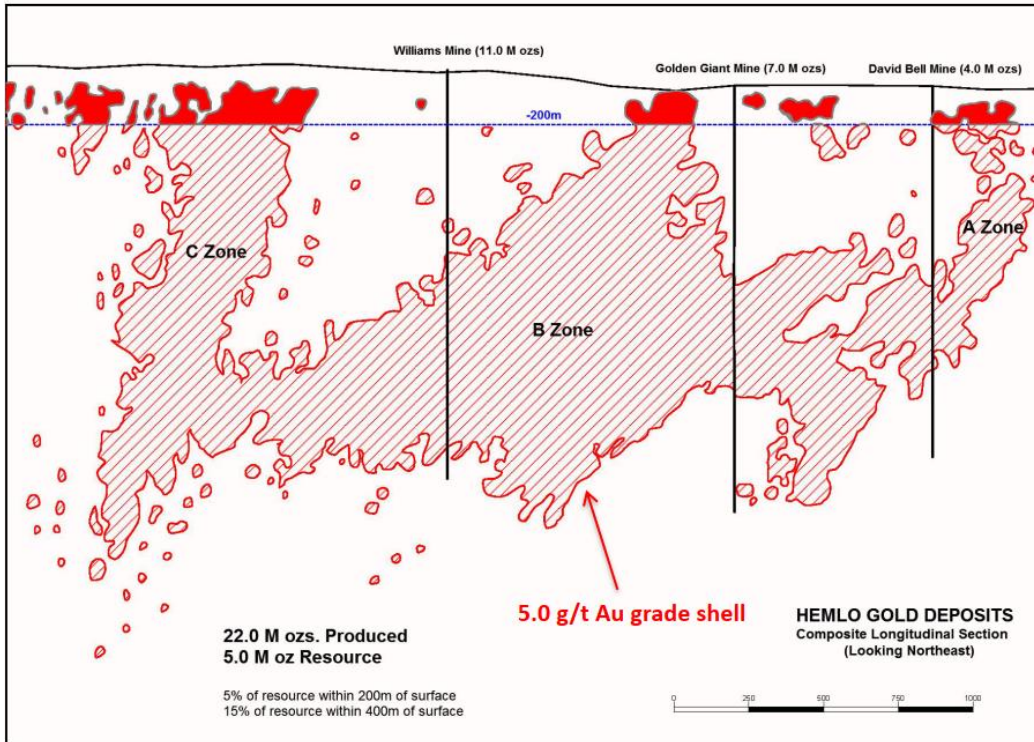 Williams Mine (11.0 M ozs)
Golden Giant Mine (7.0 M ozs)
David Bell Mine (4.0 M ozs)
-200m
C Zone
A Zone
B Zone
5.0 g/t Au grade shell
22.0 M ozs. Produced
5.0 M oz Resource
5% of resource within 200m of surface
15% of resource within 400m of surface
HEMLO GOLD DEPOSITS
Composite Longitudinal Section
(Looking Northeast)
0 250 500 750 1000